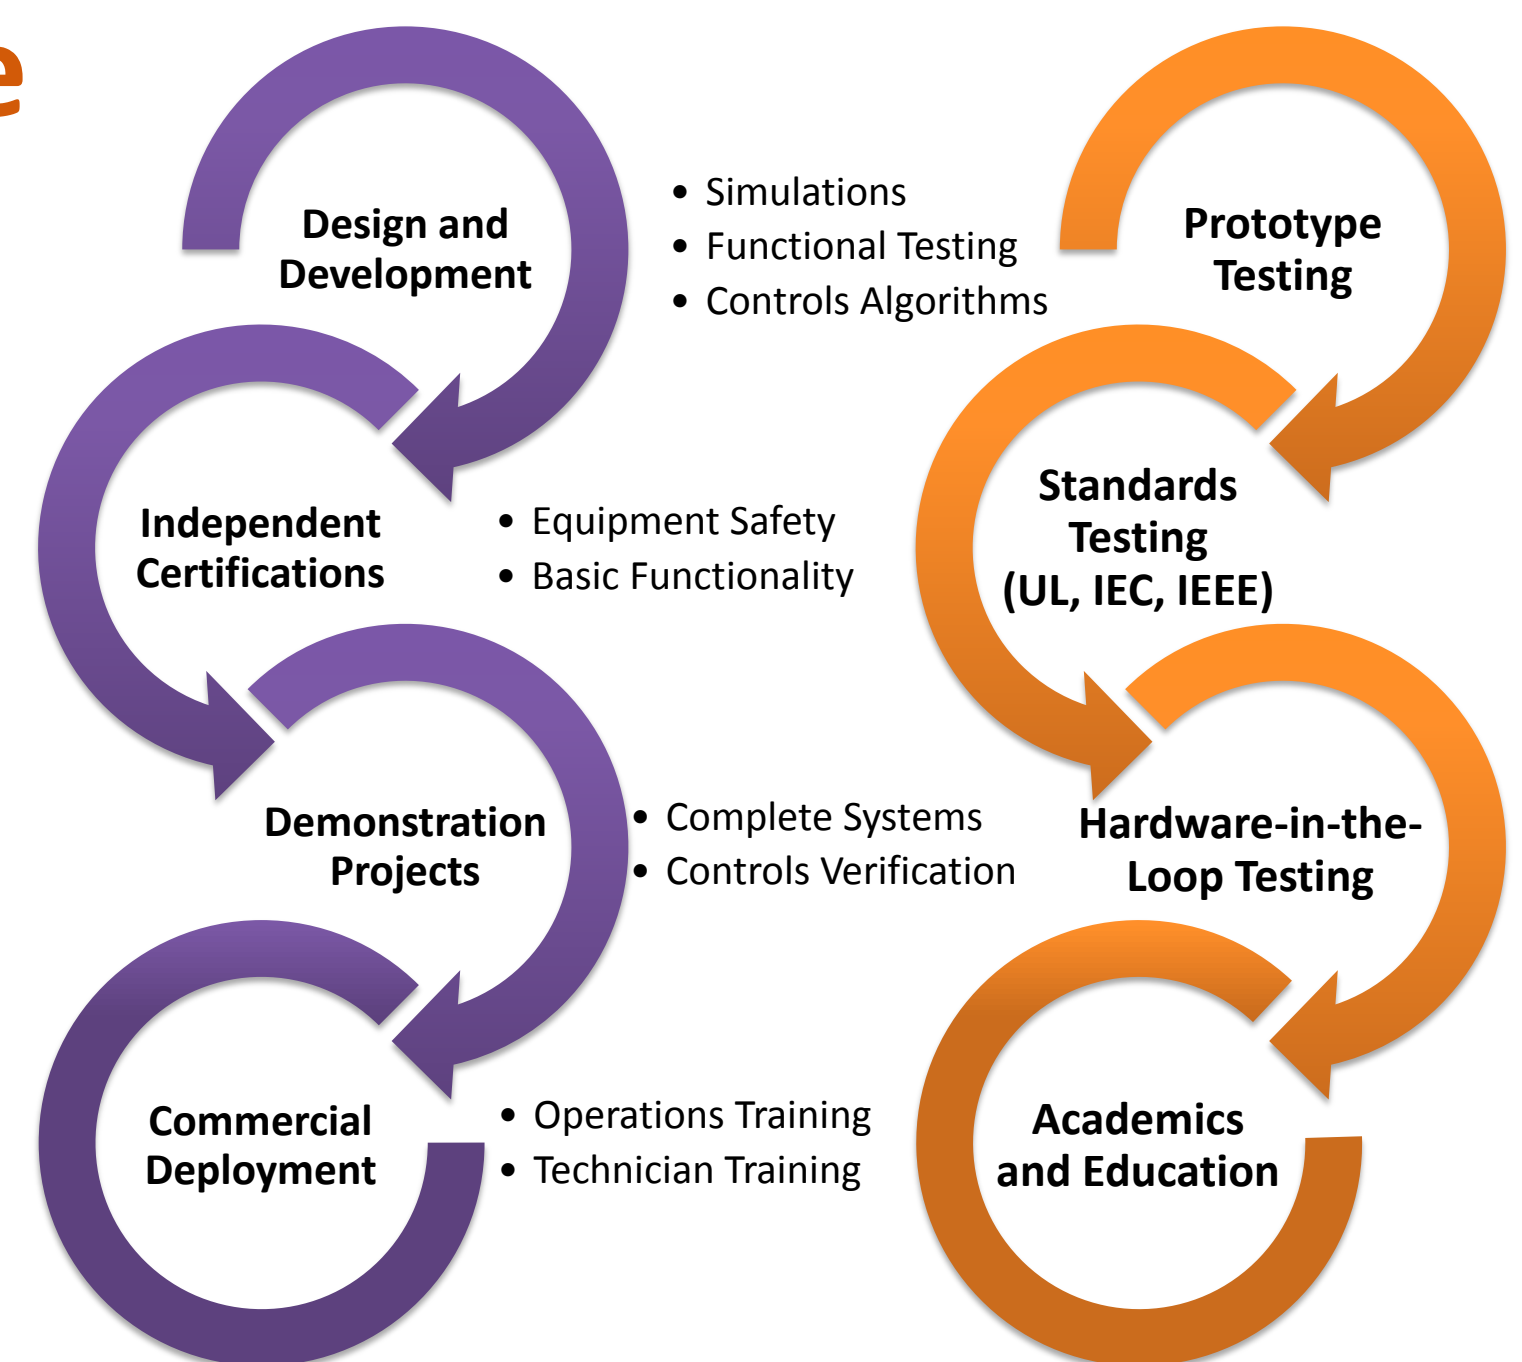 e
Design and
Development
• Simulations
• Functional Testing
• Controls Algorithms
Prototype
Testing
Independent
Certifications
• Equipment Safety
• Basic Functionality
Standards
Testing
(UL, IEC, IEEE)
Demonstration
Projects
• Complete Systems
• Controls Verification
Hardware-in-the-
Loop Testing
Commercial
Deployment
• Operations Training
• Technician Training
Academics
and Education